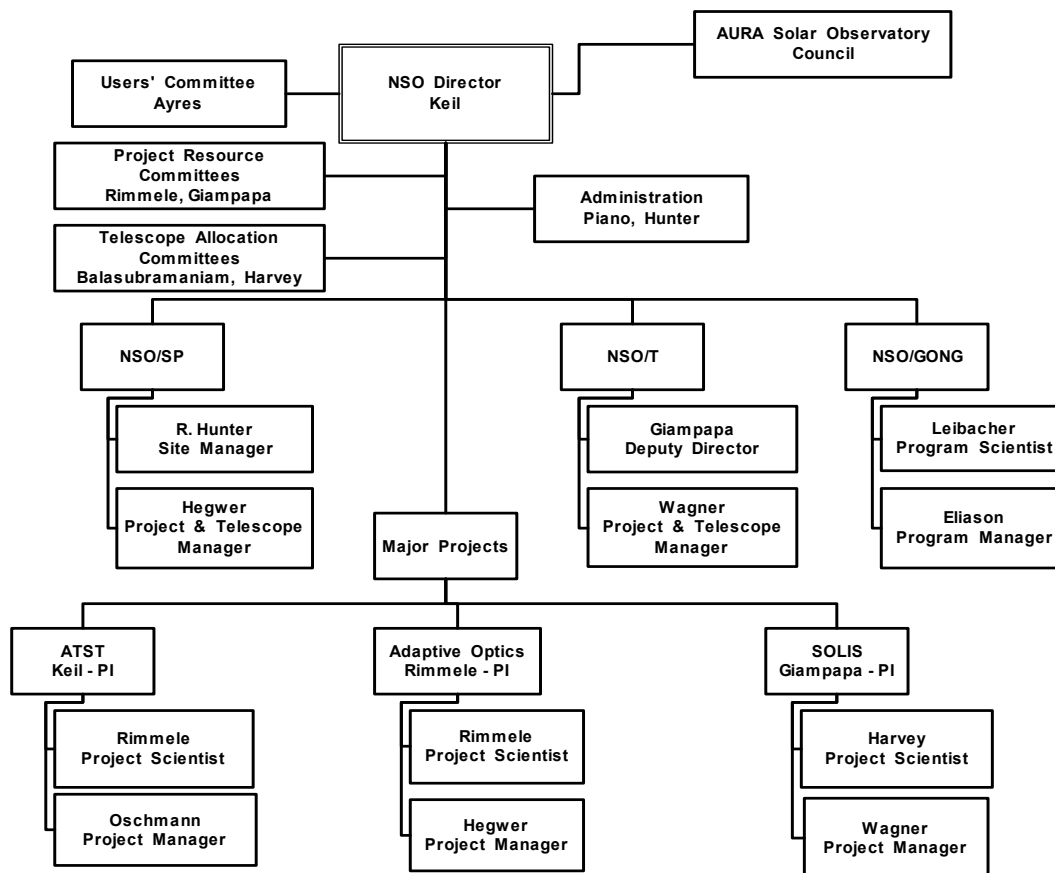 AURA Solar Observatory
Council
NSO Director
Keil
Users' Committee
Ayres
Project Resource
Committees
Rimmele, Giampapa
Administration
Piano, Hunter
Telescope Allocation
Committees
Balasubramaniam, Harvey
NSO/SP
NSO/T
NSO/GONG
R. Hunter
Site Manager
Giampapa
Deputy Director
Leibacher
Program Scientist
Hegwer
Project & Telescope
Manager
Wagner
Project & Telescope
Manager
Eliason
Program Manager
Major Projects
ATST
Keil - PI
Adaptive Optics
Rimmele - PI
SOLIS
Giampapa - PI
Rimmele
Project Scientist
Rimmele
Project Scientist
Harvey
Project Scientist
Oschmann
Project Manager
Hegwer
Project Manager
Wagner
Project Manager